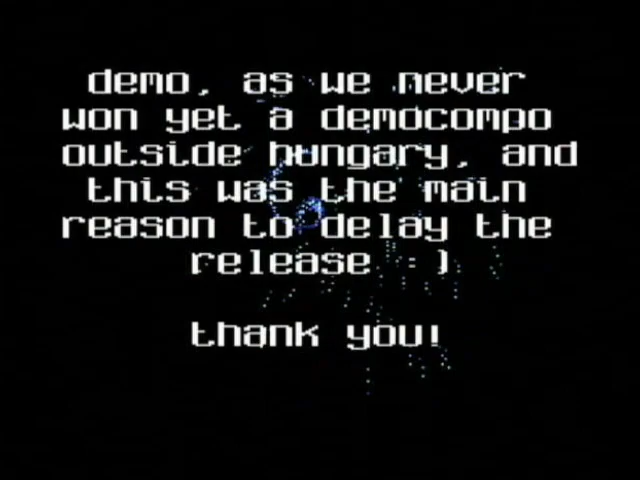 demo, as we never
won yet a democompo
outside hungary, and
this was the main
reason to delay the
release :)
thank you!